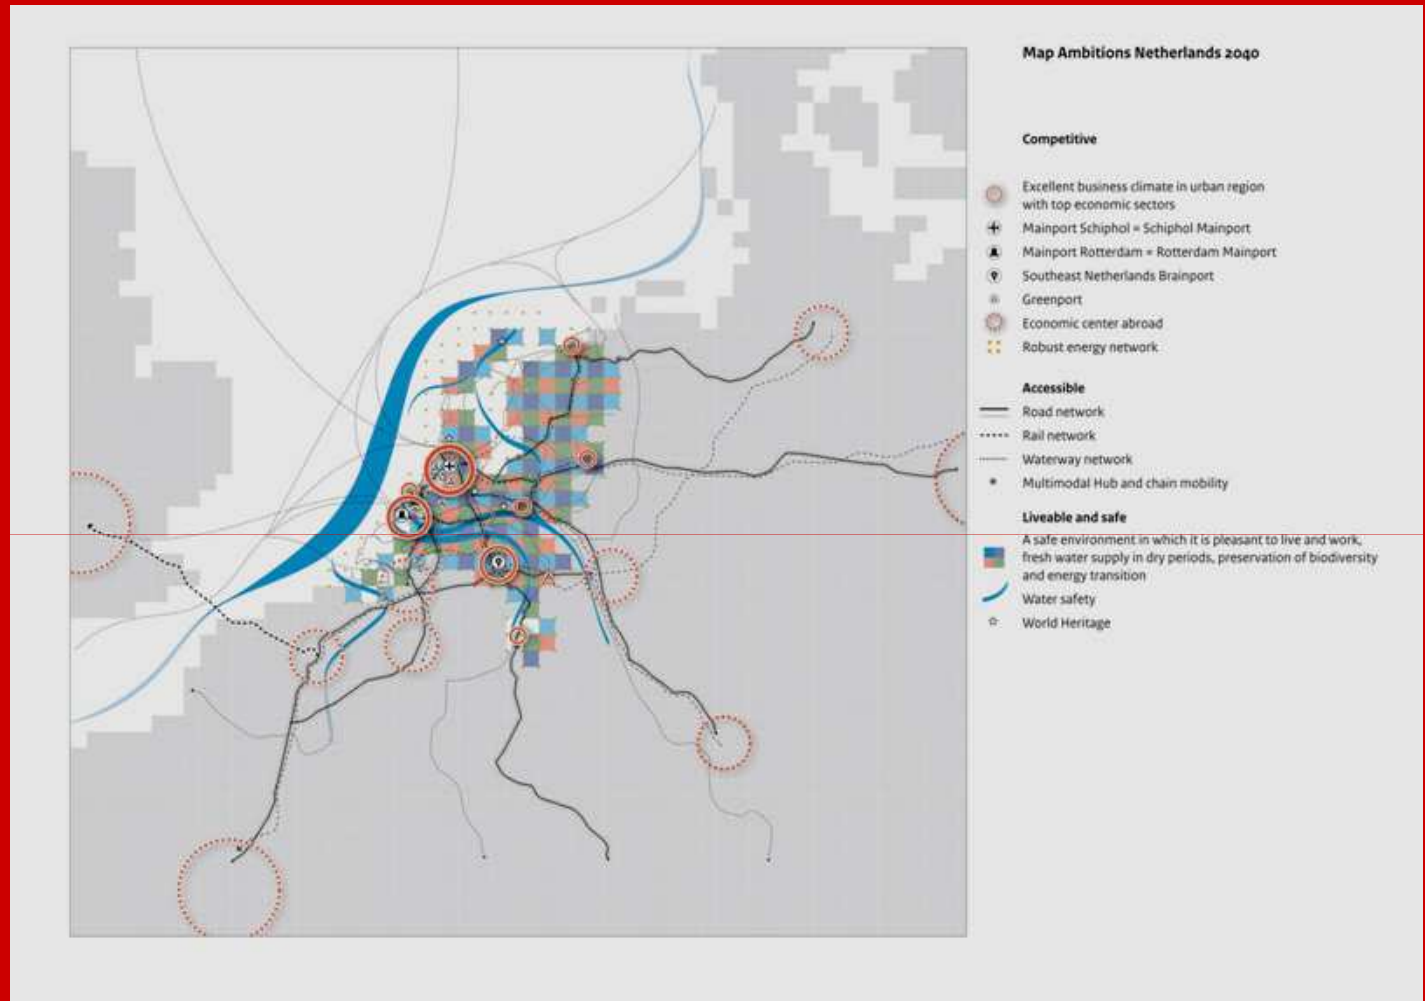 Map Ambitions Netherlands 2040
Competitive
Excellent business climate in urban region
with top economic sectors
Mainport Schiphol = Schiphol Mainport
Mainport Rotterdam = Rotterdam Mainport
Southeast Netherlands Brainport
Greenport
Economic center abroad
Robust energy network
Accessible
Road network
Rail network
Waterway network
Multimodal Hub and chain mobility
Liveable and safe
A safe environment in which it is pleasant to live and work,
fresh water supply in dry periods, preservation of biodiversity
and energy transition
Water safety
World Heritage